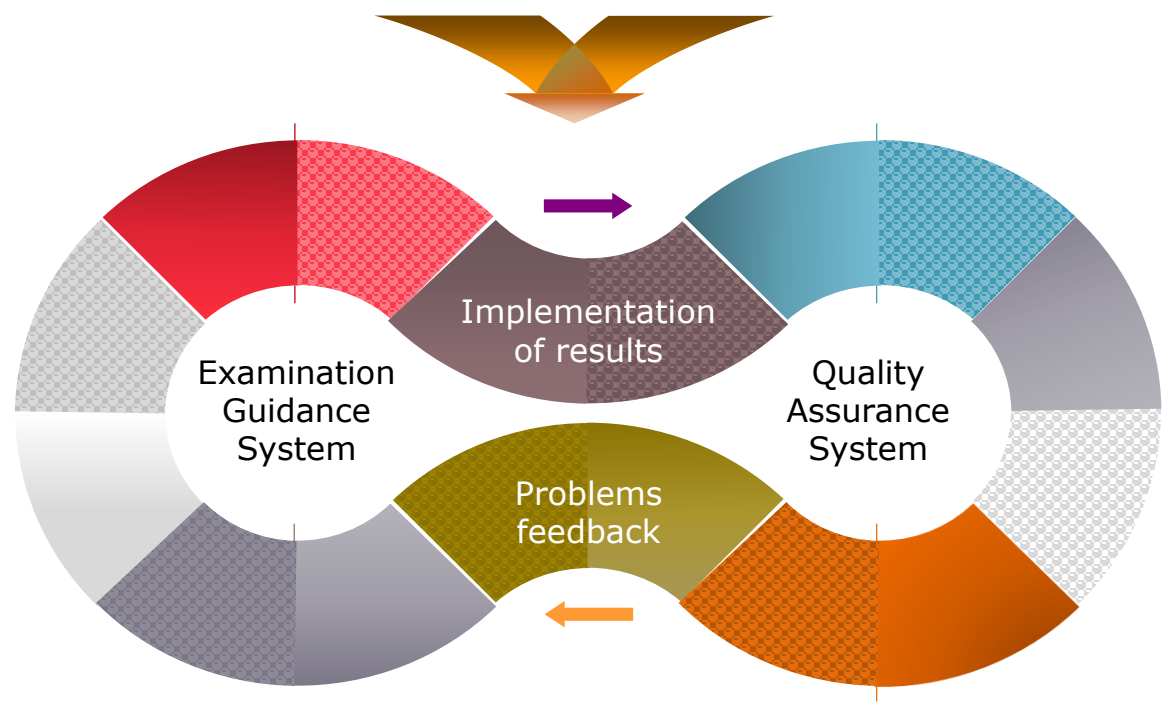 Implementation
of results
Examination
Guidance
System
Quality
Assurance
System
Problems
feedback